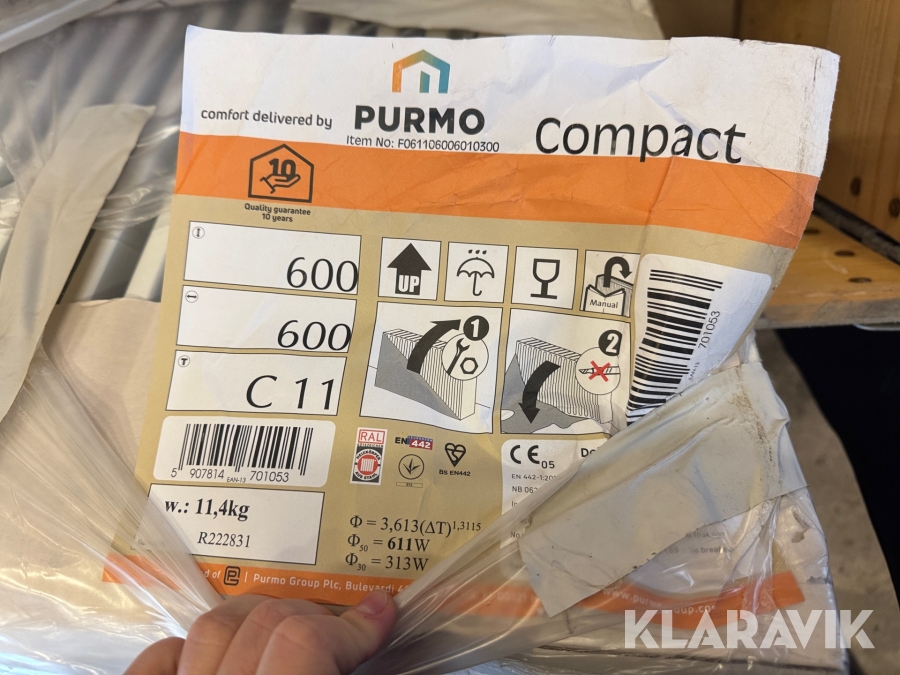 comfort delivered by
PURMO
Item No: F061106006010300
Compact
10
Quality guarantee
10 years
600
600
T
C 11
UP
Manual
1
2
701053
5 907814 701053
EAN-13
RAL
EN 442
BS EN442
CE 05
EN 442-1:20
w.: 11,4kg
R222831
Φ = 3,613(ΔT)1,3115
Φ50 = 611W
Φ30 = 313W
Purmo Group Plc, Bulevardi
KLARAVIK